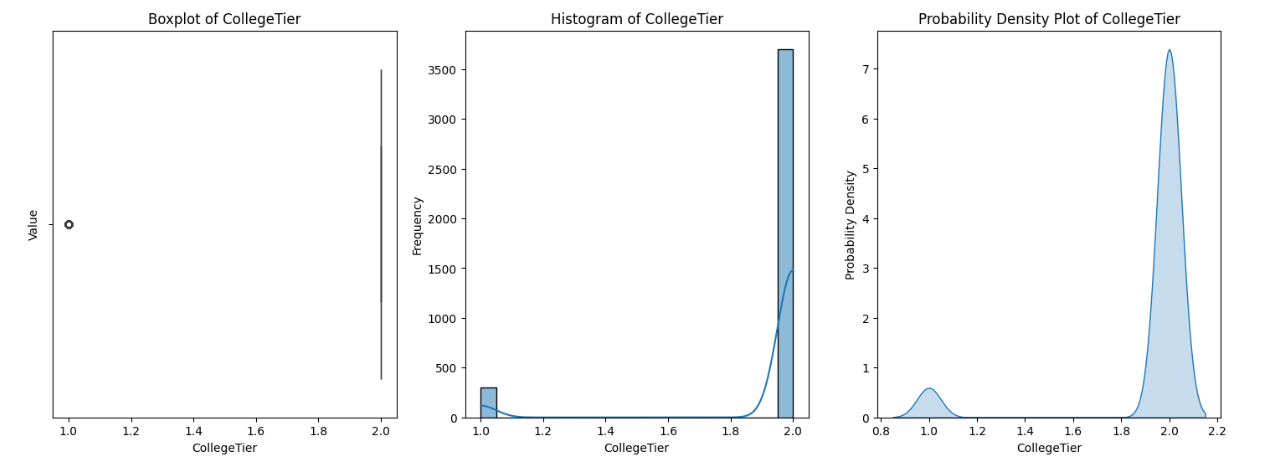 Boxplot of CollegeTier
Value
1.0 1.2 1.4 1.6 1.8 2.0
CollegeTier
Histogram of CollegeTier
Frequency
3500
3000
2500
2000
1500
1000
500
0
1.0 1.2 1.4 1.6 1.8 2.0
CollegeTier
Probability Density Plot of CollegeTier
Probability Density
7
6
5
4
3
2
1
0
0.8 1.0 1.2 1.4 1.6 1.8 2.0 2.2
CollegeTier